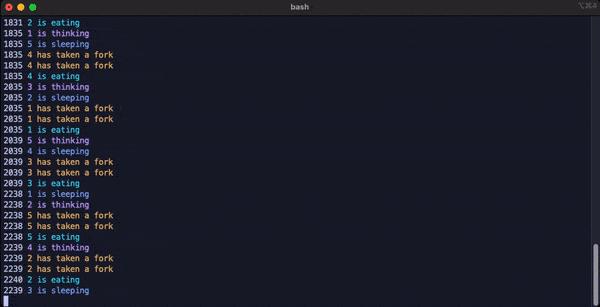 bash
1831 2 is eating
1835 1 is thinking
1835 5 is sleeping
1835 4 has taken a fork
1835 4 has taken a fork
1835 4 is eating
2035 3 is thinking
2035 2 is sleeping
2035 1 has taken a fork
2035 1 has taken a fork
2035 1 is eating
2039 5 is thinking
2039 4 is sleeping
2039 3 has taken a fork
2039 3 has taken a fork
2039 3 is eating
2238 1 is sleeping
2238 2 is thinking
2238 5 has taken a fork
2238 5 has taken a fork
2238 5 is eating
2239 4 is thinking
2239 2 has taken a fork
2239 2 has taken a fork
2240 2 is eating
2239 3 is sleeping